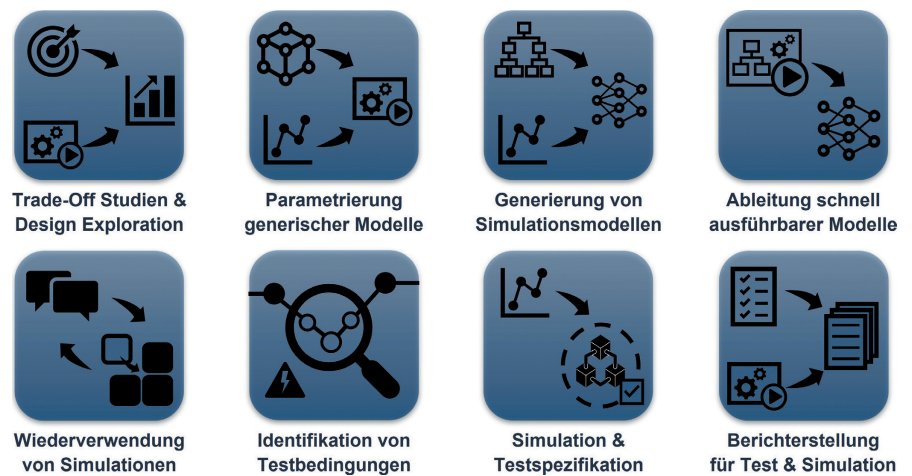 Trade-Off Studien &
Design Exploration
Parametrierung
generischer Modelle
Generierung von
Simulationsmodellen
Ableitung schnell
ausführbarer Modelle
Wiederverwendung
von Simulationen
Identifikation von
Testbedingungen
Simulation &
Testspezifikation
Berichterstellung
für Test & Simulation